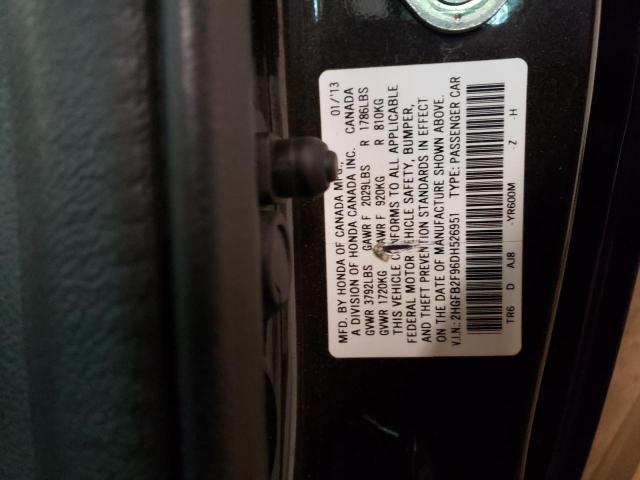 MFD. BY HONDA OF CANADA MFG., 01/'13
A DIVISION OF HONDA CANADA INC. CANADA
GVWR 3792LBS GAWR F 2029LBS R 1786LBS
GVWR 1720KG GAWR F 920KG R 810KG
THIS VEHICLE CONFORMS TO ALL APPLICABLE
FEDERAL MOTOR VEHICLE SAFETY, BUMPER,
AND THEFT PREVENTION STANDARDS IN EFFECT
ON THE DATE OF MANUFACTURE SHOWN ABOVE.
V.I.N.: 2HGFB2F96DH526951 TYPE: PASSENGER CAR
TR6 D AJ8 -YR600M -Z -H